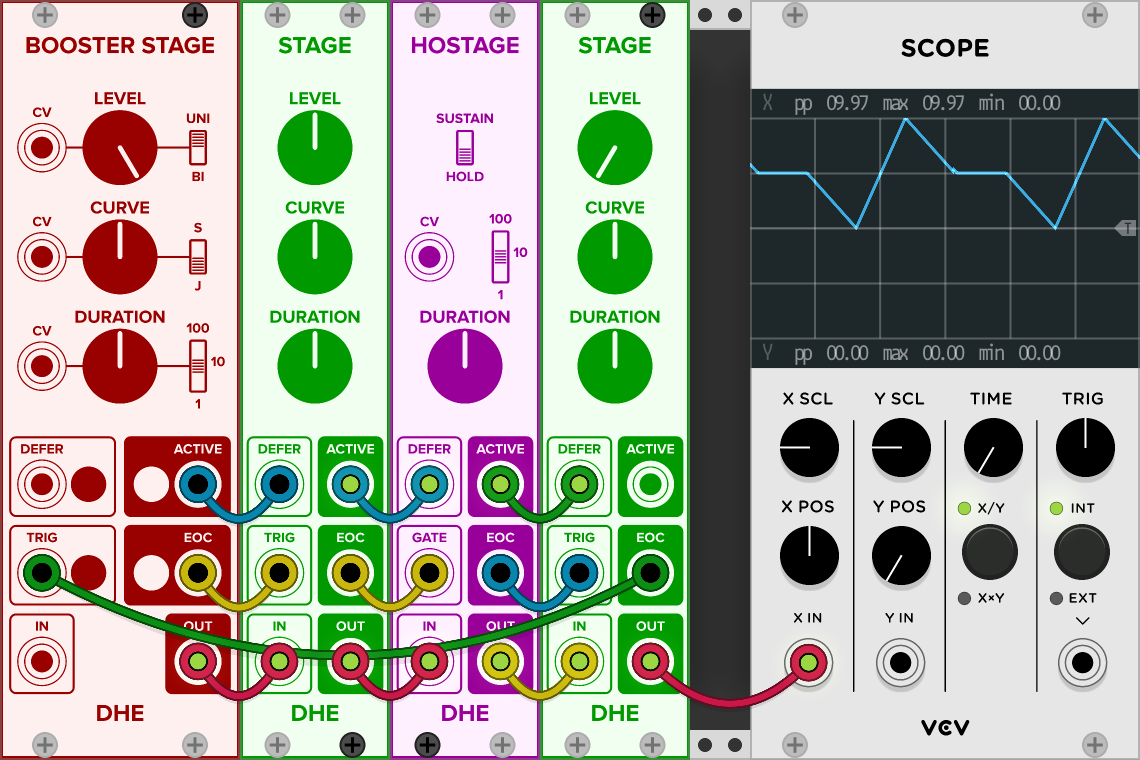 BOOSTER STAGE
LEVEL
CV
UNI
BI
CURVE
CV
S
J
DURATION
CV
100
10
1
DEFER
ACTIVE
TRIG
EOC
IN
OUT
DHE
STAGE
LEVEL
CURVE
DURATION
DEFER
ACTIVE
TRIG
EOC
IN
OUT
DHE
HOSTAGE
SUSTAIN
HOLD
CV
100
10
1
DURATION
DEFER
ACTIVE
GATE
EOC
IN
OUT
DHE
STAGE
LEVEL
CURVE
DURATION
DEFER
ACTIVE
TRIG
EOC
IN
OUT
DHE
SCOPE
X pp 09.97 max 09.97 min 00.00
T
Y pp 00.00 max 00.00 min 00.00
X SCL Y SCL TIME TRIG
X POS Y POS X/Y INT
X×Y EXT
X IN Y IN
VCV